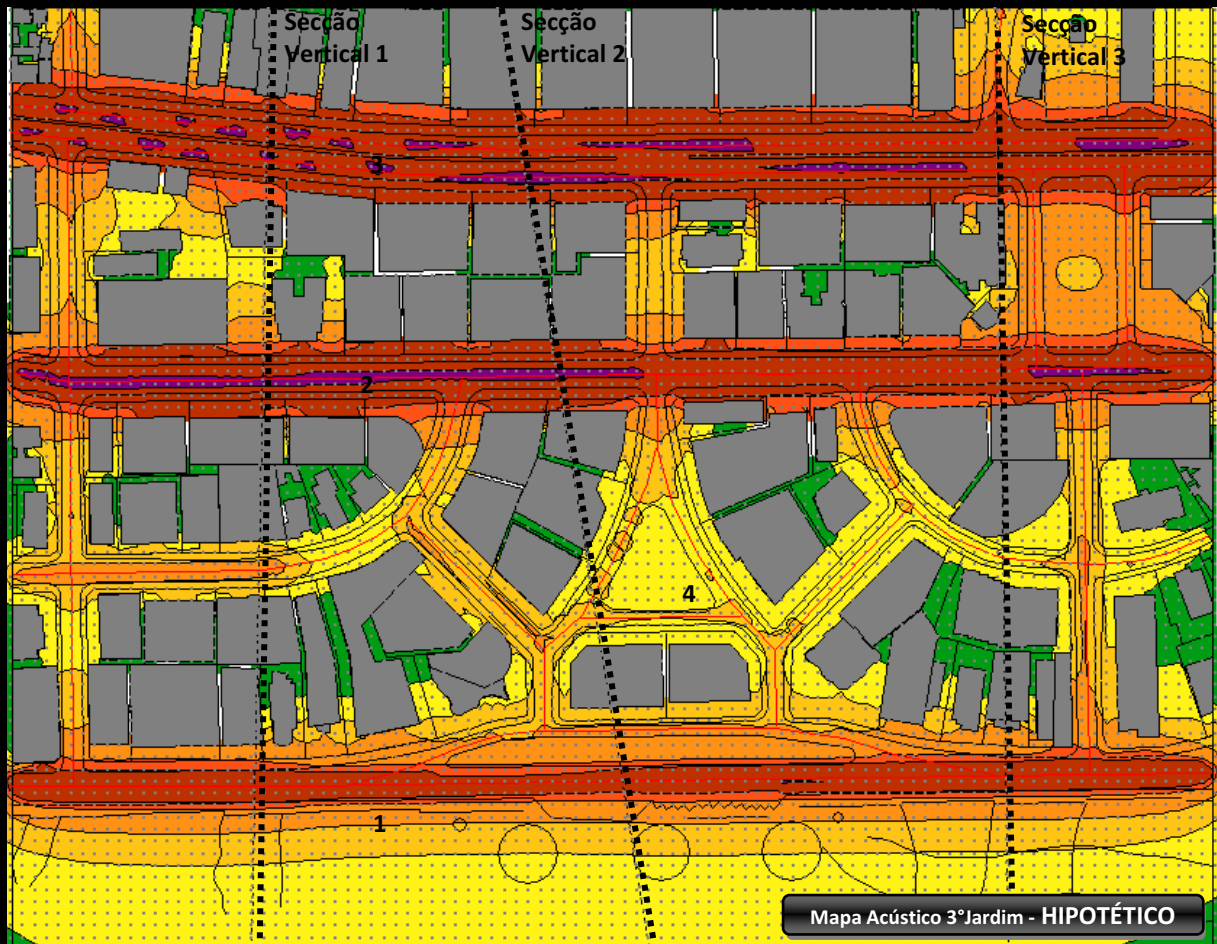 Secção
Vertical 1
Secção
Vertical 2
Secção
Vertical 3
3
2
4
1
Mapa Acústico 3°Jardim - HIPOTÉTICO